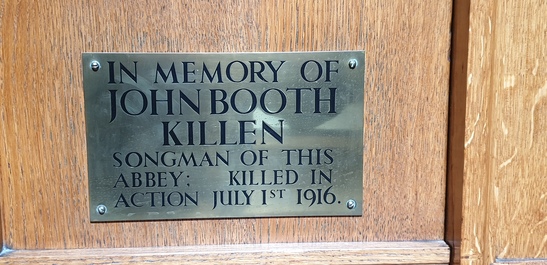 IN MEMORY OF
JOHN BOOTH
KILLEN
SONGMAN OF THIS
ABBEY: KILLED IN
ACTION JULY 1ST 1916.